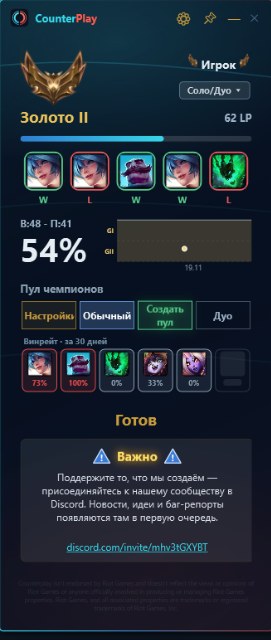 CounterPlay
Игрок
Соло/Дуо
Золото II
62 LP
W L W W L
В:48 - П:41
54%
GI
GII
19.11
Пул чемпионов
Настройки Обычный Создать пул Дуо
Винрейт - за 30 дней
73% 100% 0% 33% 0%
Готов
Важно
Поддержите то, что мы создаём —
присоединяйтесь к нашему сообществу в
Discord. Новости, идеи и баг-репорты
появляются там в первую очередь.
discord.com/invite/mhv3tGXYBT